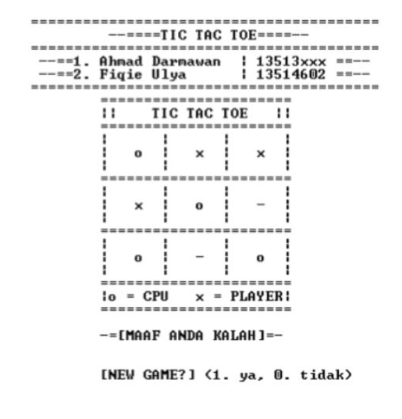 --====TIC TAC TOE====--
--==1. Ahmad Darmawan ¦ 13513xxx ==--
--==2. Fiqie Ulya ¦ 13514602 ==--
¦¦ TIC TAC TOE ¦¦
¦ o ¦ x ¦ x ¦
¦ x ¦ o ¦ - ¦
¦ o ¦ - ¦ o ¦
¦o = CPU x = PLAYER¦
-=[MAAF ANDA KALAH]=-
[NEW GAME?] (1. ya, 0. tidak)